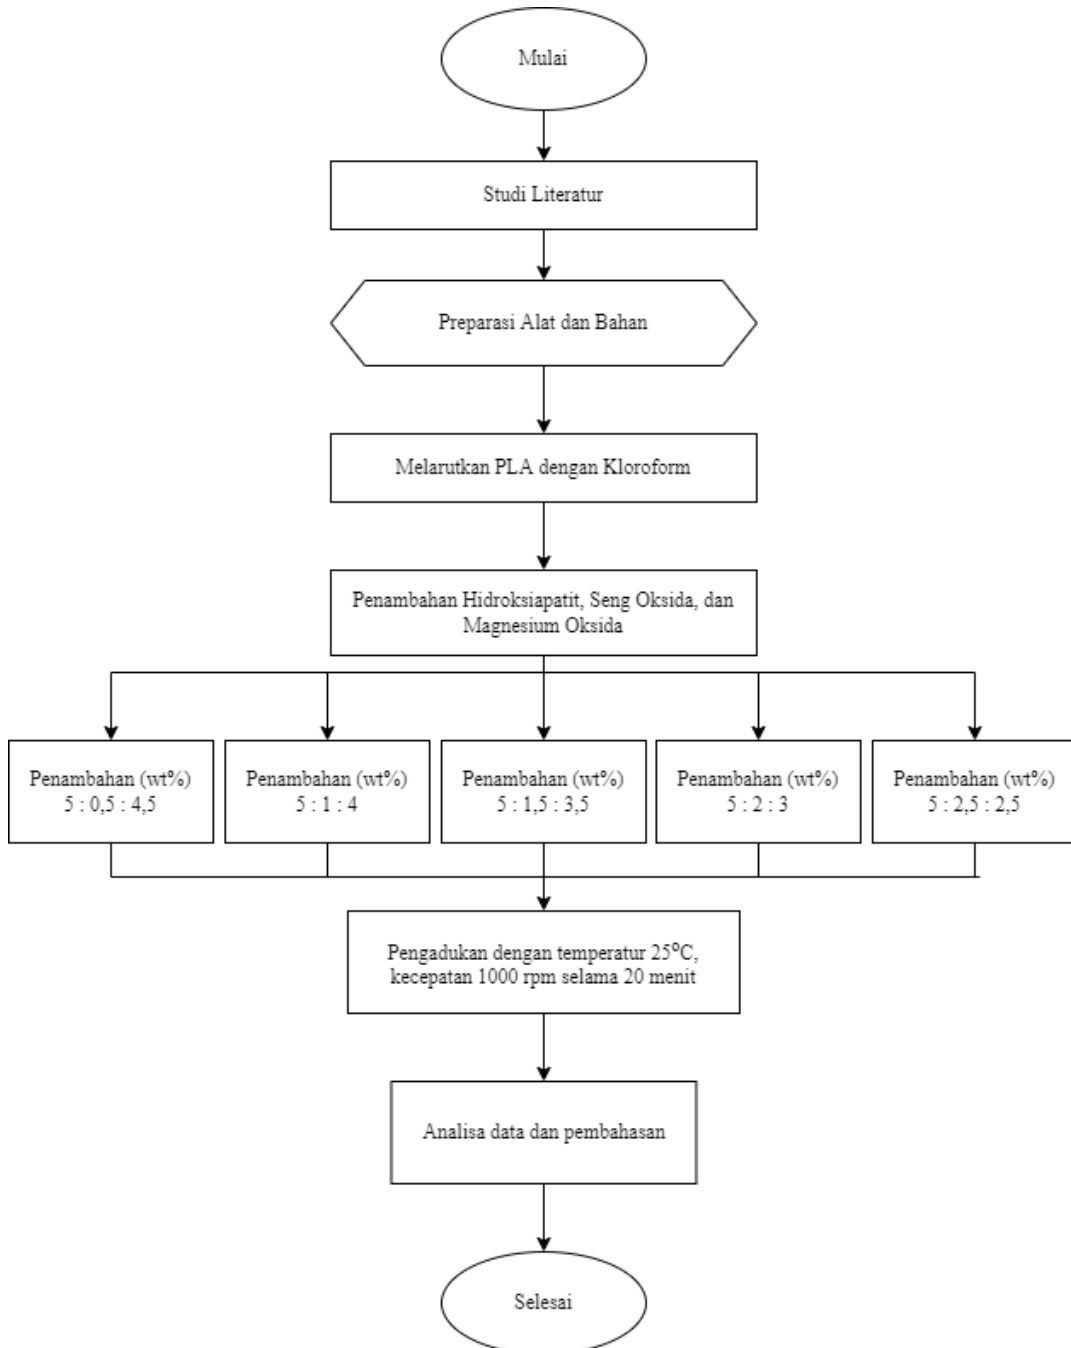 Mulai
Studi Literatur
Preparasi Alat dan Bahan
Melarutkan PLA dengan Kloroform
Penambahan Hidroksiapatit, Seng Oksida, dan
Magnesium Oksida
Penambahan (wt%)
5 : 0,5 : 4,5
Penambahan (wt%)
5 : 1 : 4
Penambahan (wt%)
5 : 1,5 : 3,5
Penambahan (wt%)
5 : 2 : 3
Penambahan (wt%)
5 : 2,5 : 2,5
Pengadukan dengan temperatur 25⁰C,
kecepatan 1000 rpm selama 20 menit
Analisa data dan pembahasan
Selesai